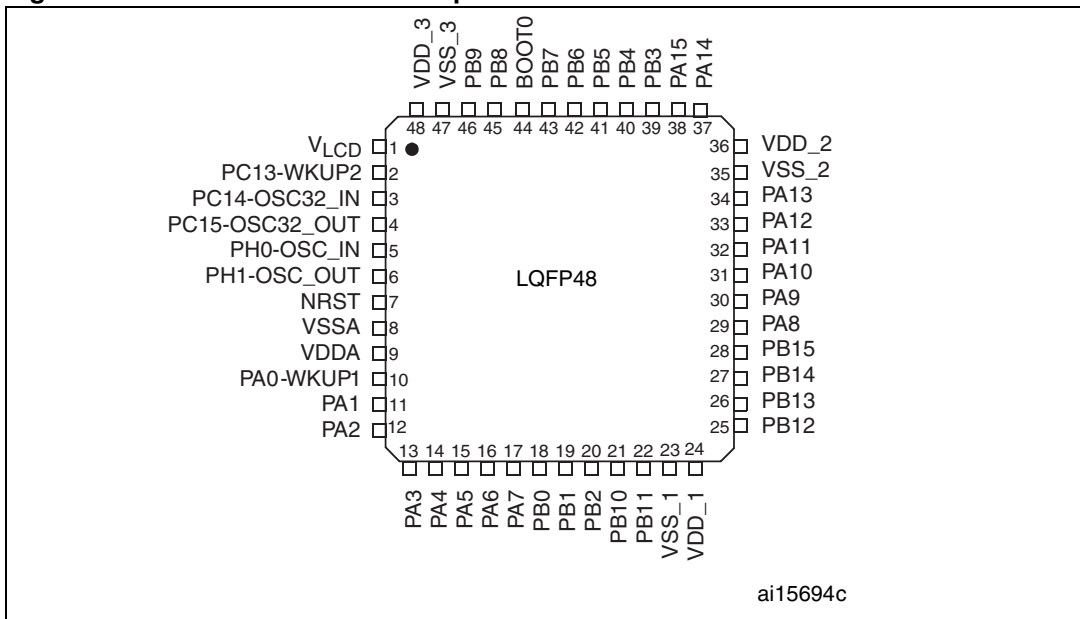 VDD_3
VSS_3
PB9
PB8
BOOT0
PB7
PB6
PB5
PB4
PB3
PA15
PA14
48 47 46 45 44 43 42 41 40 39 38 37
VLCD 1
PC13-WKUP2 2
PC14-OSC32_IN 3
PC15-OSC32_OUT 4
PH0-OSC_IN 5
PH1-OSC_OUT 6
NRST 7
VSSA 8
VDDA 9
PA0-WKUP1 10
PA1 11
PA2 12
LQFP48
36 VDD_2
35 VSS_2
34 PA13
33 PA12
32 PA11
31 PA10
30 PA9
29 PA8
28 PB15
27 PB14
26 PB13
25 PB12
13 14 15 16 17 18 19 20 21 22 23 24
PA3
PA4
PA5
PA6
PA7
PB0
PB1
PB2
PB10
PB11
VSS_1
VDD_1
ai15694c